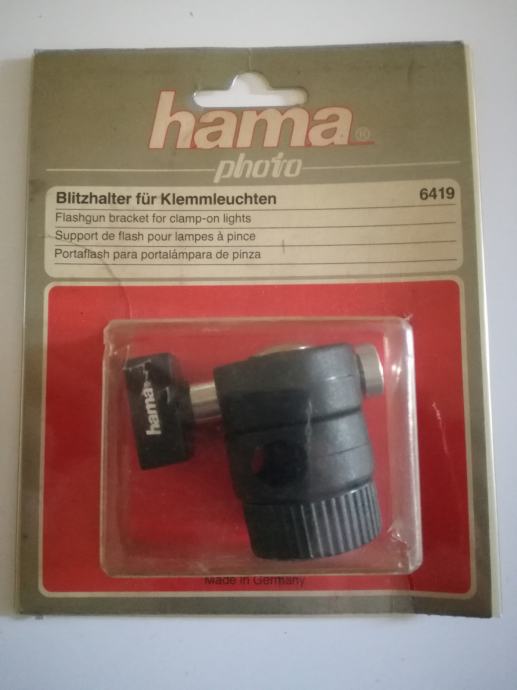 hama®
photo
Blitzhalter für Klemmleuchten 6419
Flashgun bracket for clamp-on lights
Support de flash pour lampes à pince
Portaflash para portalámpara de pinza
hama
Made in Germany